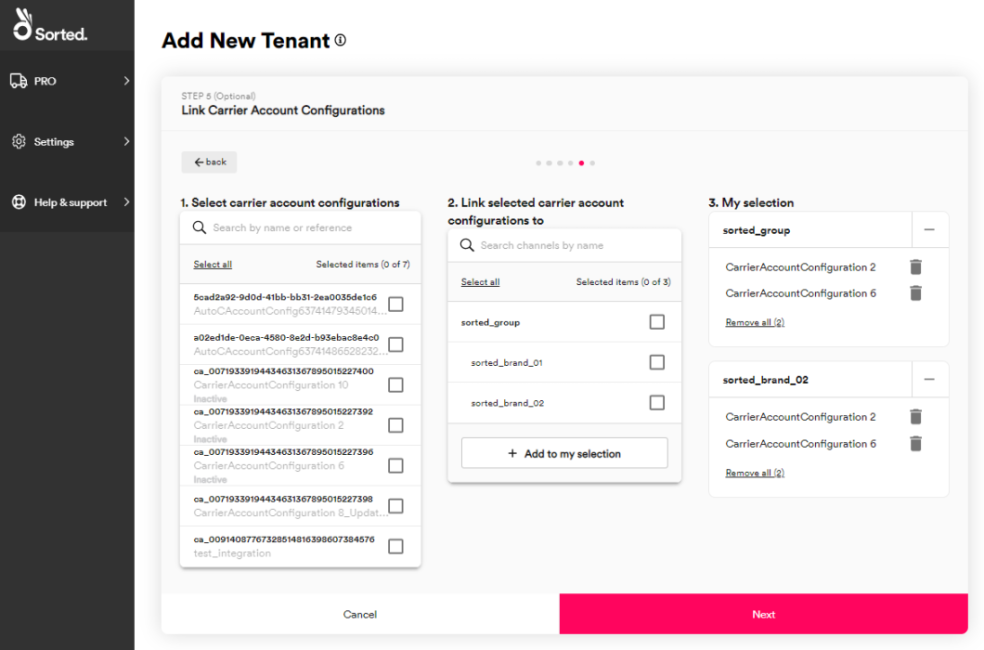 Sorted.
PRO
Settings
Help & support
Add New Tenant
STEP 5 (Optional)
Link Carrier Account Configurations
back
1. Select carrier account configurations
Search by name or reference
Select all
Selected items (0 of 7)
5cad2a92-9d0d-41bb-bb31-2ea0035de1c6
AutoCAccountConfig63741479345014...
a02ed1de-0eca-4580-8e2d-b93ebac8e4c0
AutoCAccountConfig63741486528232...
ca_00719339194434631367895015227400
CarrierAccountConfiguration 10
Inactive
ca_00719339194434631367895015227392
CarrierAccountConfiguration 2
Inactive
ca_00719339194434631367895015227396
CarrierAccountConfiguration 6
Inactive
ca_00719339194434631367895015227398
CarrierAccountConfiguration 8_Updat...
ca_00914087767328514816398607384576
test_integration
2. Link selected carrier account
configurations to
Search channels by name
Select all
Selected items (0 of 3)
sorted_group
sorted_brand_01
sorted_brand_02
+ Add to my selection
3. My selection
sorted_group
CarrierAccountConfiguration 2
CarrierAccountConfiguration 6
Remove all (2)
sorted_brand_02
CarrierAccountConfiguration 2
CarrierAccountConfiguration 6
Remove all (2)
Cancel
Next